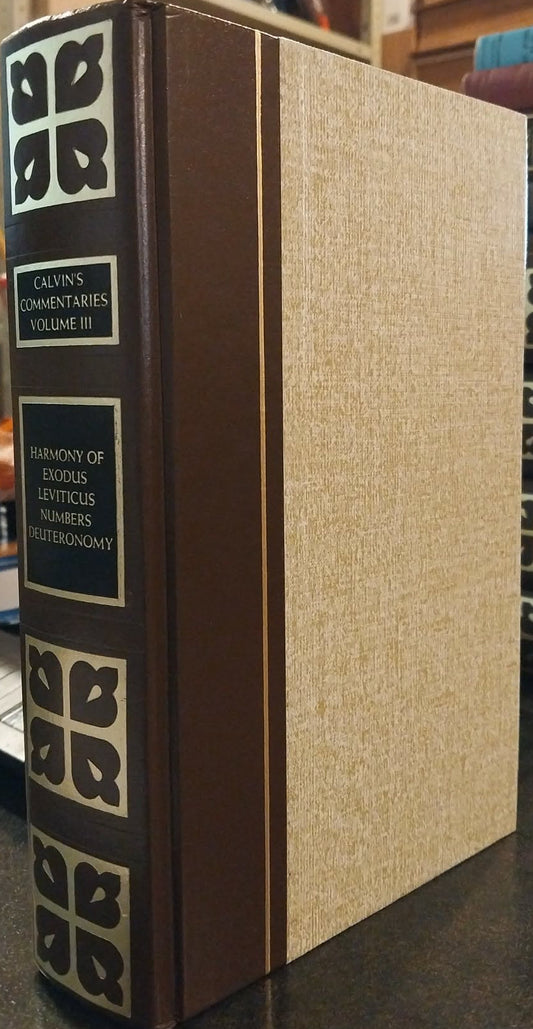 CALVIN'S
COMMENTARIES
VOLUME III
HARMONY OF
EXODUS
LEVITICUS
NUMBERS
DEUTERONOMY